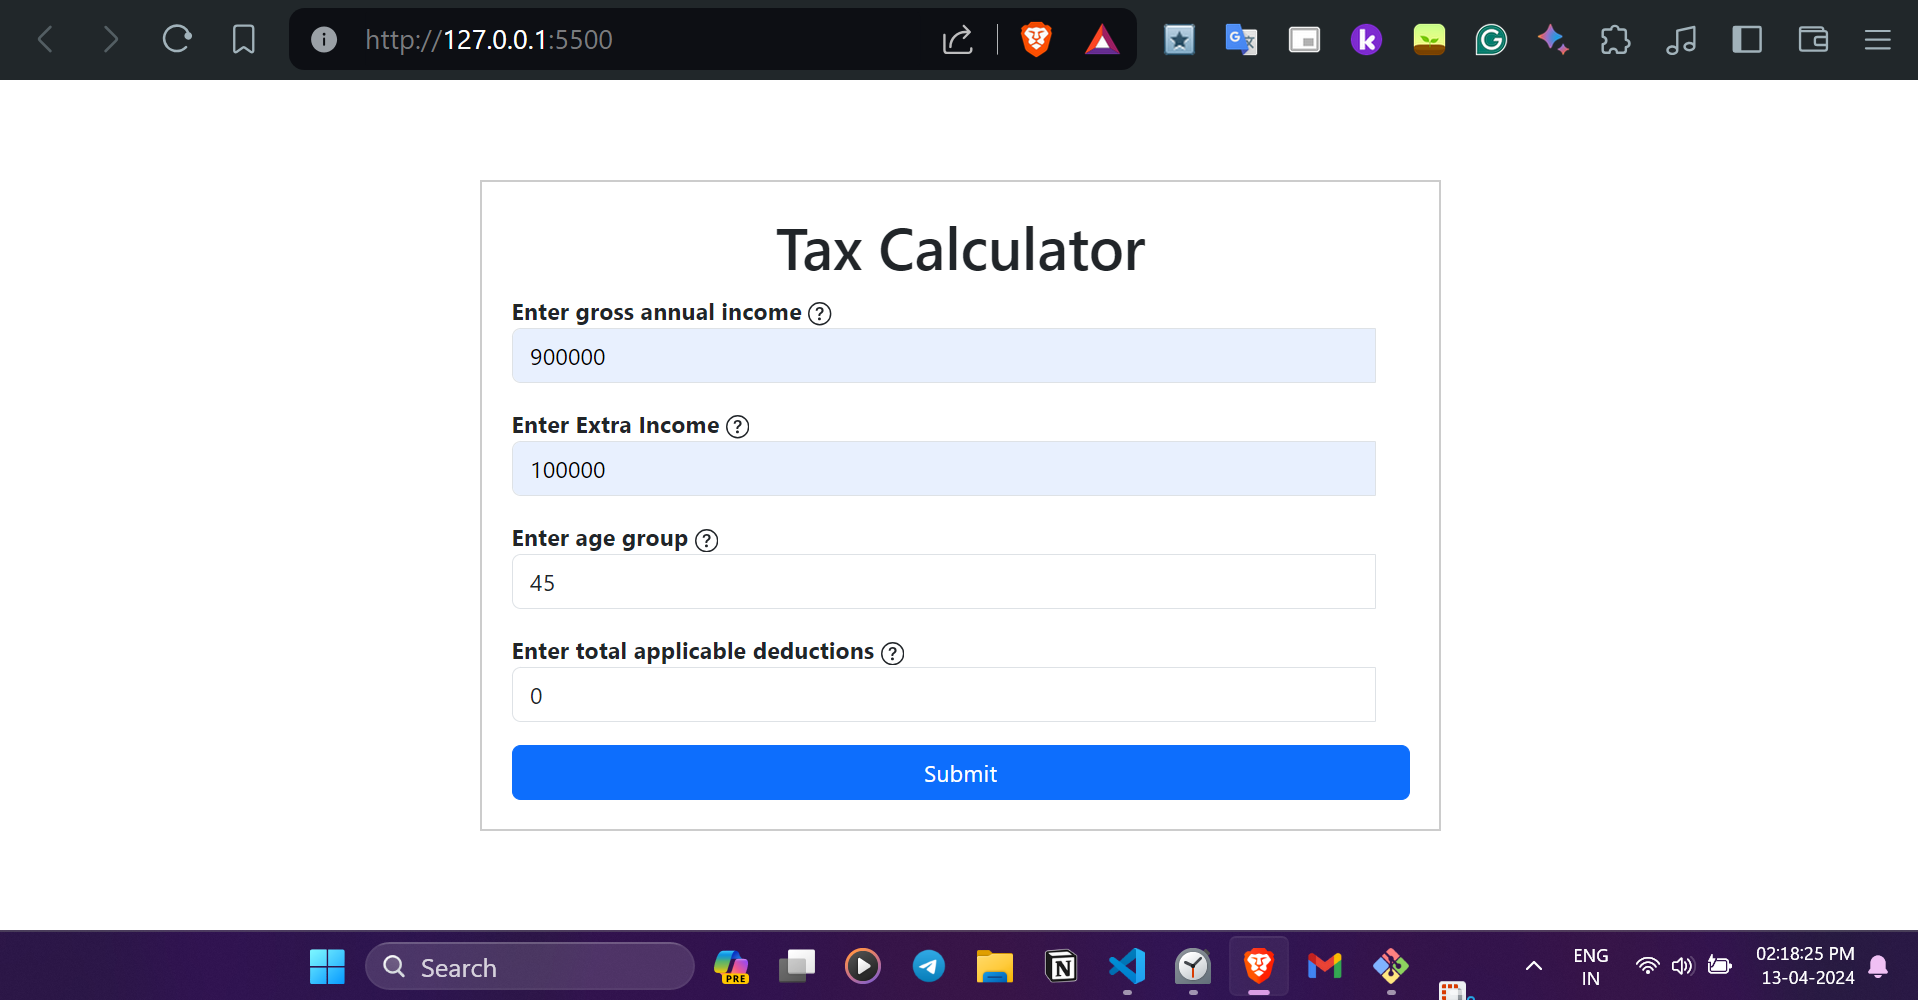 http://127.0.0.1:5500
Tax Calculator
Enter gross annual income ?
900000
Enter Extra Income ?
100000
Enter age group ?
45
Enter total applicable deductions ?
0
Submit
Search
PRE
ENG
IN
02:18:25 PM
13-04-2024